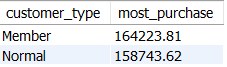 customer_type most_purchase
Member 164223.81
Normal 158743.62